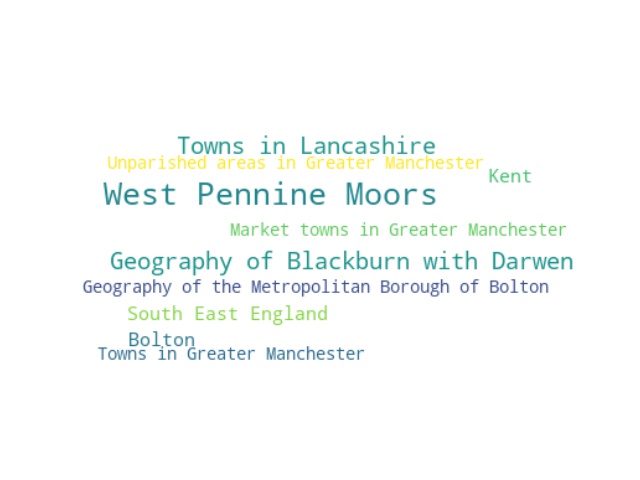 Towns in Lancashire
Unparished areas in Greater Manchester
Kent
West Pennine Moors
Market towns in Greater Manchester
Geography of Blackburn with Darwen
Geography of the Metropolitan Borough of Bolton
South East England
Bolton
Towns in Greater Manchester